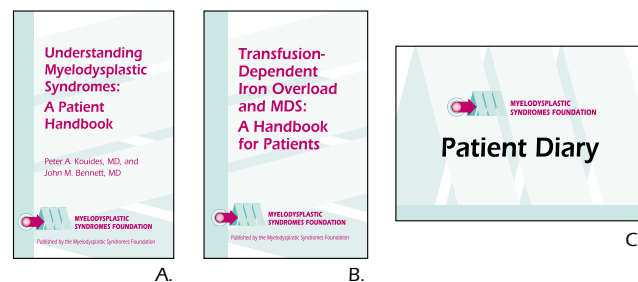 Understanding
Myelodysplastic
Syndromes:
A Patient
Handbook
Peter A. Kouides, MD, and
John M. Bennett, MD
MYELODYSPLASTIC
SYNDROMES FOUNDATION
Published by the Myelodysplastic Syndromes Foundation
A.
Transfusion-
Dependent
Iron Overload
and MDS:
A Handbook
for Patients
MYELODYSPLASTIC
SYNDROMES FOUNDATION
Published by the Myelodysplastic Syndromes Foundation
B.
MYELODYSPLASTIC
SYNDROMES FOUNDATION
Patient Diary
C